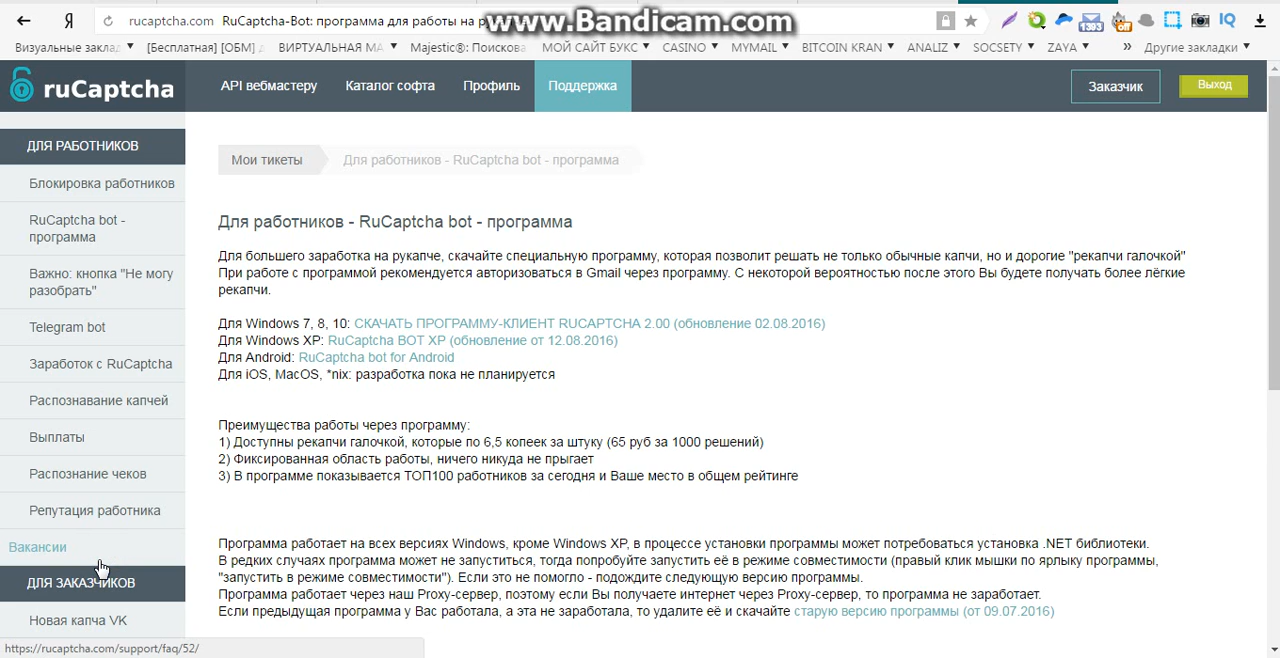 Я
rucaptcha.com RuCaptcha-Bot: программа для работы на
www.Bandicam.com
1393
off
IQ
Визуальные заклад
[Бесплатная] [ОБМ]
ВИРТУАЛЬНАЯ МА
Majestic®: Поискова
МОЙ САЙТ БУКС
CASINO
MYMAIL
BITCOIN KRAN
ANALIZ
SOCSETY
ZAYA
»
Другие закладки
ruCaptcha
API вебмастеру
Каталог софта
Профиль
Поддержка
Заказчик
Выход
ДЛЯ РАБОТНИКОВ
Блокировка работников
RuCaptcha bot -
программа
Важно: кнопка "Не могу
разобрать"
Telegram bot
Заработок с RuCaptcha
Распознавание капчей
Выплаты
Распознание чеков
Репутация работника
Вакансии
ДЛЯ ЗАКАЗЧИКОВ
Новая капча VK
https://rucaptcha.com/support/faq/52/
Мои тикеты
Для работников - RuCaptcha bot - программа
Для работников - RuCaptcha bot - программа
Для большего заработка на рукапче, скачайте специальную программу, которая позволит решать не только обычные капчи, но и дорогие "рекапчи галочкой"
При работе с программой рекомендуется авторизоваться в Gmail через программу. С некоторой вероятностью после этого Вы будете получать более лёгкие
рекапчи.
Для Windows 7, 8, 10: СКАЧАТЬ ПРОГРАММУ-КЛИЕНТ RUCAPTCHA 2.00 (обновление 02.08.2016)
Для Windows XP: RuCaptcha BOT XP (обновление от 12.08.2016)
Для Android: RuCaptcha bot for Android
Для iOS, MacOS, *nix: разработка пока не планируется
Преимущества работы через программу:
1) Доступны рекапчи галочкой, которые по 6,5 копеек за штуку (65 руб за 1000 решений)
2) Фиксированная область работы, ничего никуда не прыгает
3) В программе показывается ТОП100 работников за сегодня и Ваше место в общем рейтинге
Программа работает на всех версиях Windows, кроме Windows XP, в процессе установки программы может потребоваться установка .NET библиотеки.
В редких случаях программа может не запуститься, тогда попробуйте запустить её в режиме совместимости (правый клик мышки по ярлыку программы,
"запустить в режиме совместимости"). Если это не помогло - подождите следующую версию программы.
Программа работает через наш Proxy-сервер, поэтому если Вы получаете интернет через Proxy-сервер, то программа не заработает.
Если предыдущая программа у Вас работала, а эта не заработала, то удалите её и скачайте старую версию программы (от 09.07.2016)